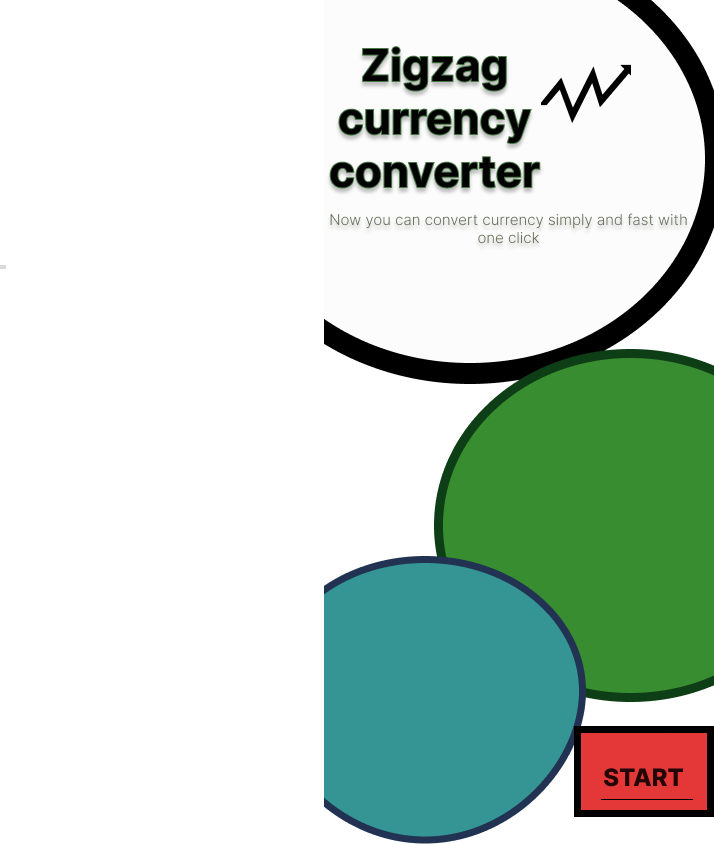 Zigzag
currency
converter
Now you can convert currency simply and fast with
one click
START